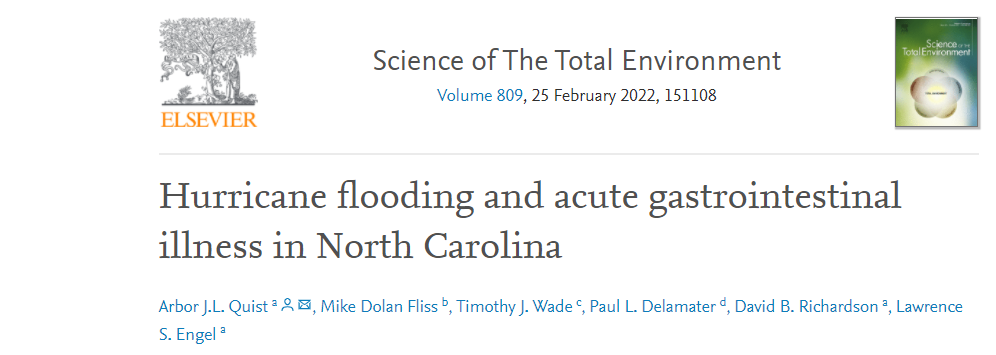 ELSEVIER
Science of The Total Environment
Volume 809, 25 February 2022, 151108
Science of the
Total Environment
Hurricane flooding and acute gastrointestinal
illness in North Carolina
Arbor J.L. Quist a, Mike Dolan Fliss b, Timothy J. Wade c, Paul L. Delamater d, David B. Richardson a, Lawrence
S. Engel a